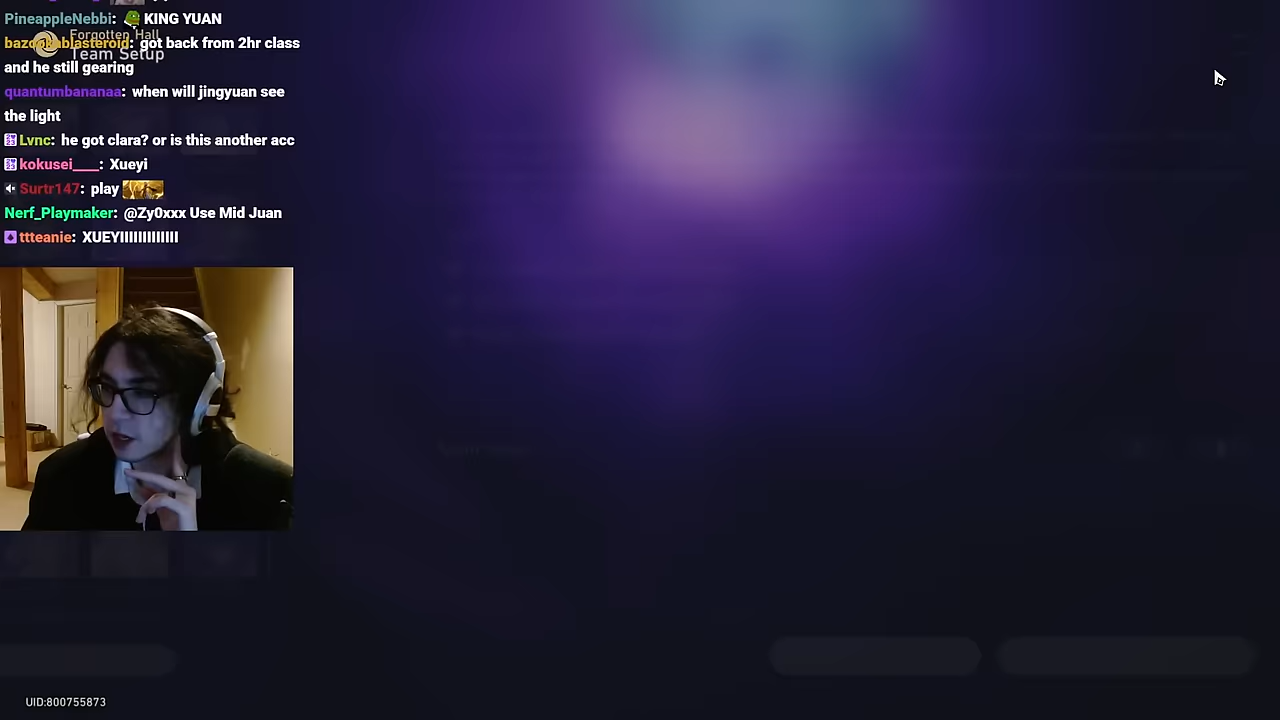 PineappleNebbi: KING YUAN
Forgotten Hall
bazookablasteroid: got back from 2hr class
Team Setup
and he still gearing
quantumbananaa: when will jingyuan see
the light
Lvnc: he got clara? or is this another acc
kokusei____: Xueyi
Surtr147: play
Nerf_Playmaker: @Zy0xxx Use Mid Juan
ttteanie: XUEYIIIIIIIIIIIII
UID:800755873